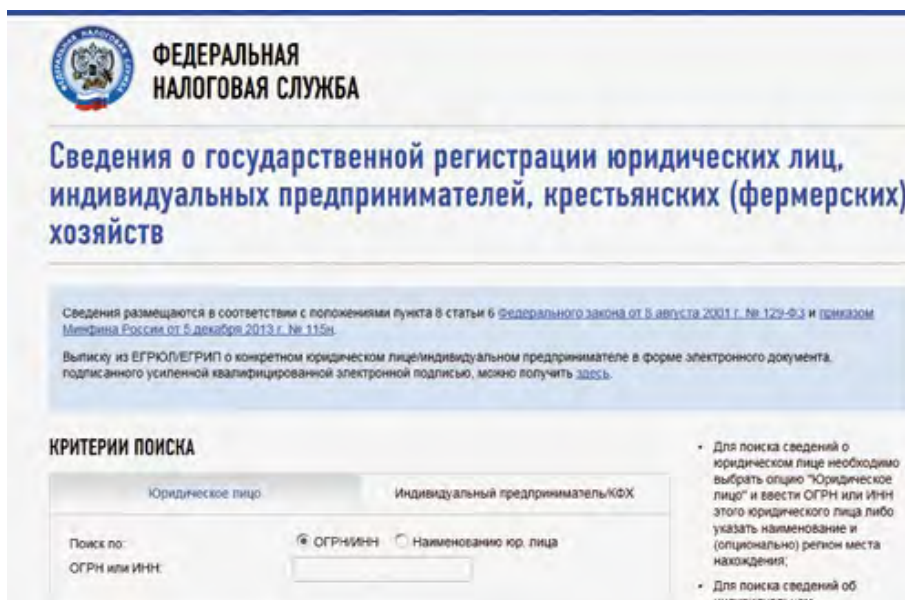 ФЕДЕРАЛЬНАЯ
НАЛОГОВАЯ СЛУЖБА
Сведения о государственной регистрации юридических лиц,
индивидуальных предпринимателей, крестьянских (фермерских)
хозяйств
Сведения размещаются в соответствии с положениями пункта 8 статьи 6 Федерального закона от 8 августа 2001 г. № 129-ФЗ и приказом
Минфина России от 5 декабря 2013 г. № 115н.
Выписку из ЕГРЮЛ/ЕГРИП о конкретном юридическом лице/индивидуальном предпринимателе в форме электронного документа,
подписанного усиленной квалифицированной электронной подписью, можно получить здесь.
КРИТЕРИИ ПОИСКА
Юридическое лицо
Индивидуальный предприниматель/КФХ
Поиск по:
ОГРН/ИНН
Наименованию юр. лица
ОГРН или ИНН:
• Для поиска сведений о
юридическом лице необходимо
выбрать опцию "Юридическое
лицо" и ввести ОГРН или ИНН
этого юридического лица либо
указать наименование и
(опционально) регион места
нахождения;
• Для поиска сведений об